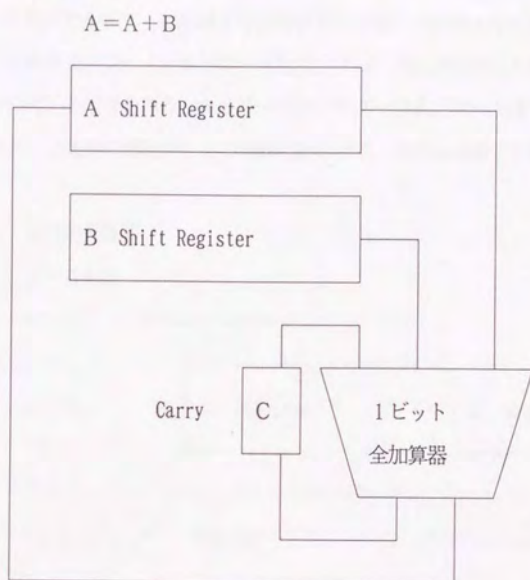 A=A+B
A Shift Register
B Shift Register
Carry
C
1ビット
全加算器